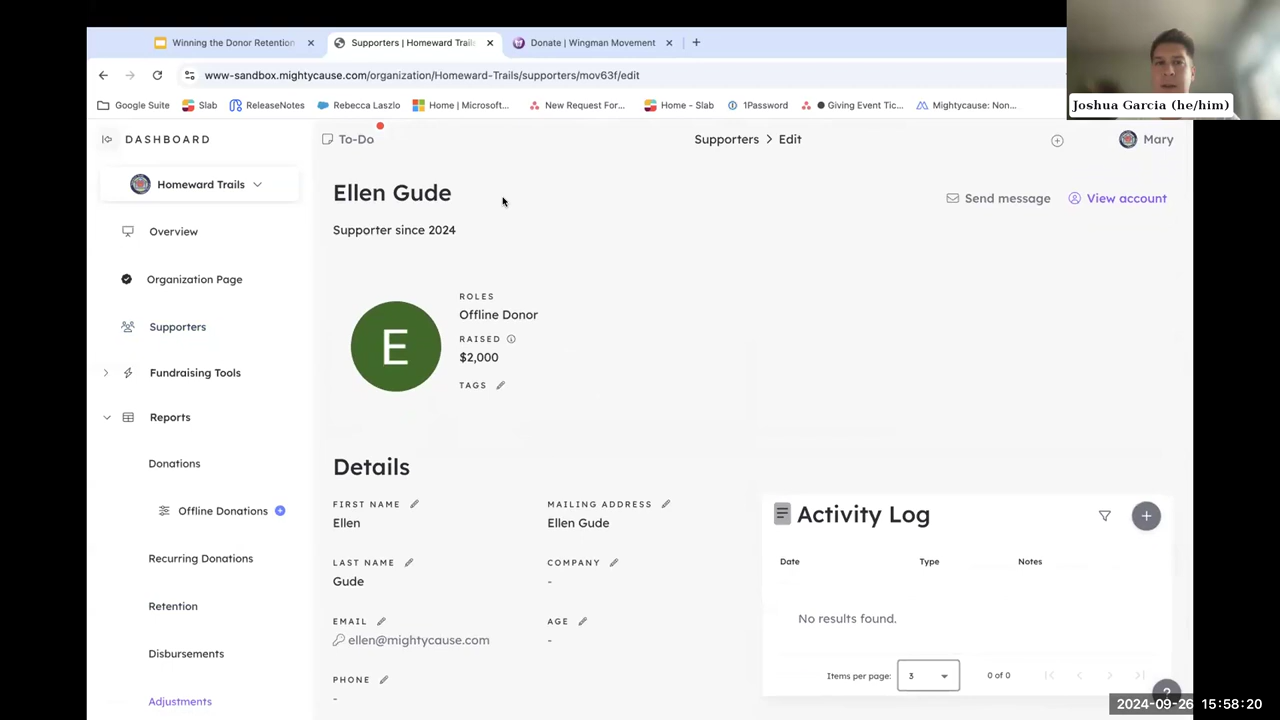 Winning the Donor Retention
Supporters | Homeward Trails
Donate | Wingman Movement
www-sandbox.mightycause.com/organization/Homeward-Trails/supporters/mov63f/edit
Google Suite
Slab
ReleaseNotes
Rebecca Laszlo
Home | Microsoft...
New Request For...
Home - Slab
1Password
Giving Event Tic...
Mightycause: Non...
Joshua Garcia (he/him)
DASHBOARD
To-Do
Supporters > Edit
Mary
Homeward Trails
Ellen Gude
Send message
View account
Supporter since 2024
Overview
Organization Page
Supporters
Fundraising Tools
Reports
Donations
Offline Donations
Recurring Donations
Retention
Disbursements
Adjustments
E
ROLES
Offline Donor
RAISED
$2,000
TAGS
Details
FIRST NAME
Ellen
MAILING ADDRESS
Ellen Gude
LAST NAME
Gude
COMPANY
-
EMAIL
ellen@mightycause.com
AGE
-
PHONE
-
Activity Log
Date Type Notes
No results found.
Items per page: 3 0 of 0
?
2024-09-26 15:58:20